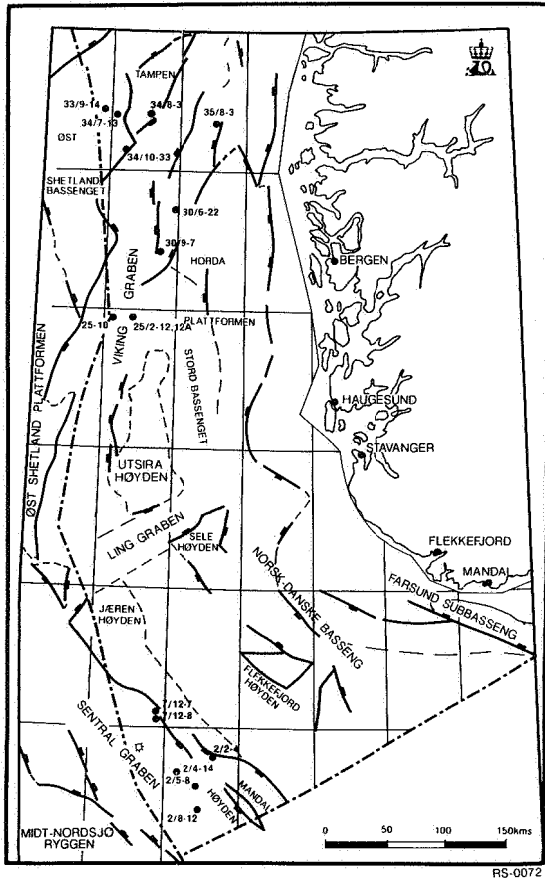 TAMPEN
33/9-14
34/8-3
35/8-3
34/7-13
ØST
34/10-33
SHETLAND
BASSENGET
30/6-22
30/9-7
HORDA
BERGEN
VIKING GRABEN
25-10
25/2-12,12A
PLATTFORMEN
STORD BASSENGET
ØST SHETLAND PLATTFORMEN
HAUGESUND
STAVANGER
UTSIRA
HØYDEN
LING GRABEN
SELE
HØYDEN
FLEKKEFJORD
MANDAL
NORSK-DANSKE BASSENG
FARSUND SUBBASSENG
JÆREN
HØYDEN
FLEKKEFJORD
HØYDEN
7/12-7
7/12-8
SENTRAL GRABEN
2/2-4
2/4-14
2/5-8
MANDAL
HØYDEN
2/8-12
MIDT-NORDSJØ
RYGGEN
0 50 100 150kms
RS-0072